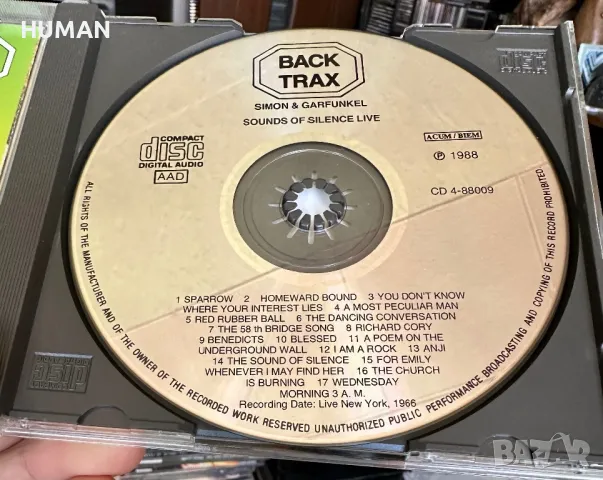 HUMAN
BACK
TRAX
SIMON & GARFUNKEL
SOUNDS OF SILENCE LIVE
COMPACT
disc
DIGITAL AUDIO
AAD
ACUM / BIEM
Ⓟ 1988
CD 4-88009
1 SPARROW 2 HOMEWARD BOUND 3 YOU DON'T KNOW
WHERE YOUR INTEREST LIES 4 A MOST PECULIAR MAN
5 RED RUBBER BALL 6 THE DANCING CONVERSATION
7 THE 58th BRIDGE SONG 8 RICHARD CORY
9 BENEDICTS 10 BLESSED 11 A POEM ON THE
UNDERGROUND WALL 12 I AM A ROCK 13 ANJI
14 THE SOUND OF SILENCE 15 FOR EMILY
WHENEVER I MAY FIND HER 16 THE CHURCH
IS BURNING 17 WEDNESDAY
MORNING 3 A. M.
Recording Date: Live New York, 1966
ALL RIGHTS OF THE MANUFACTURER AND OF THE OWNER OF THE RECORDED WORK RESERVED UNAUTHORIZED PUBLIC PERFORMANCE BROADCASTING AND COPYING OF THIS RECORD PROHIBITED
disc
disc
BAZAR